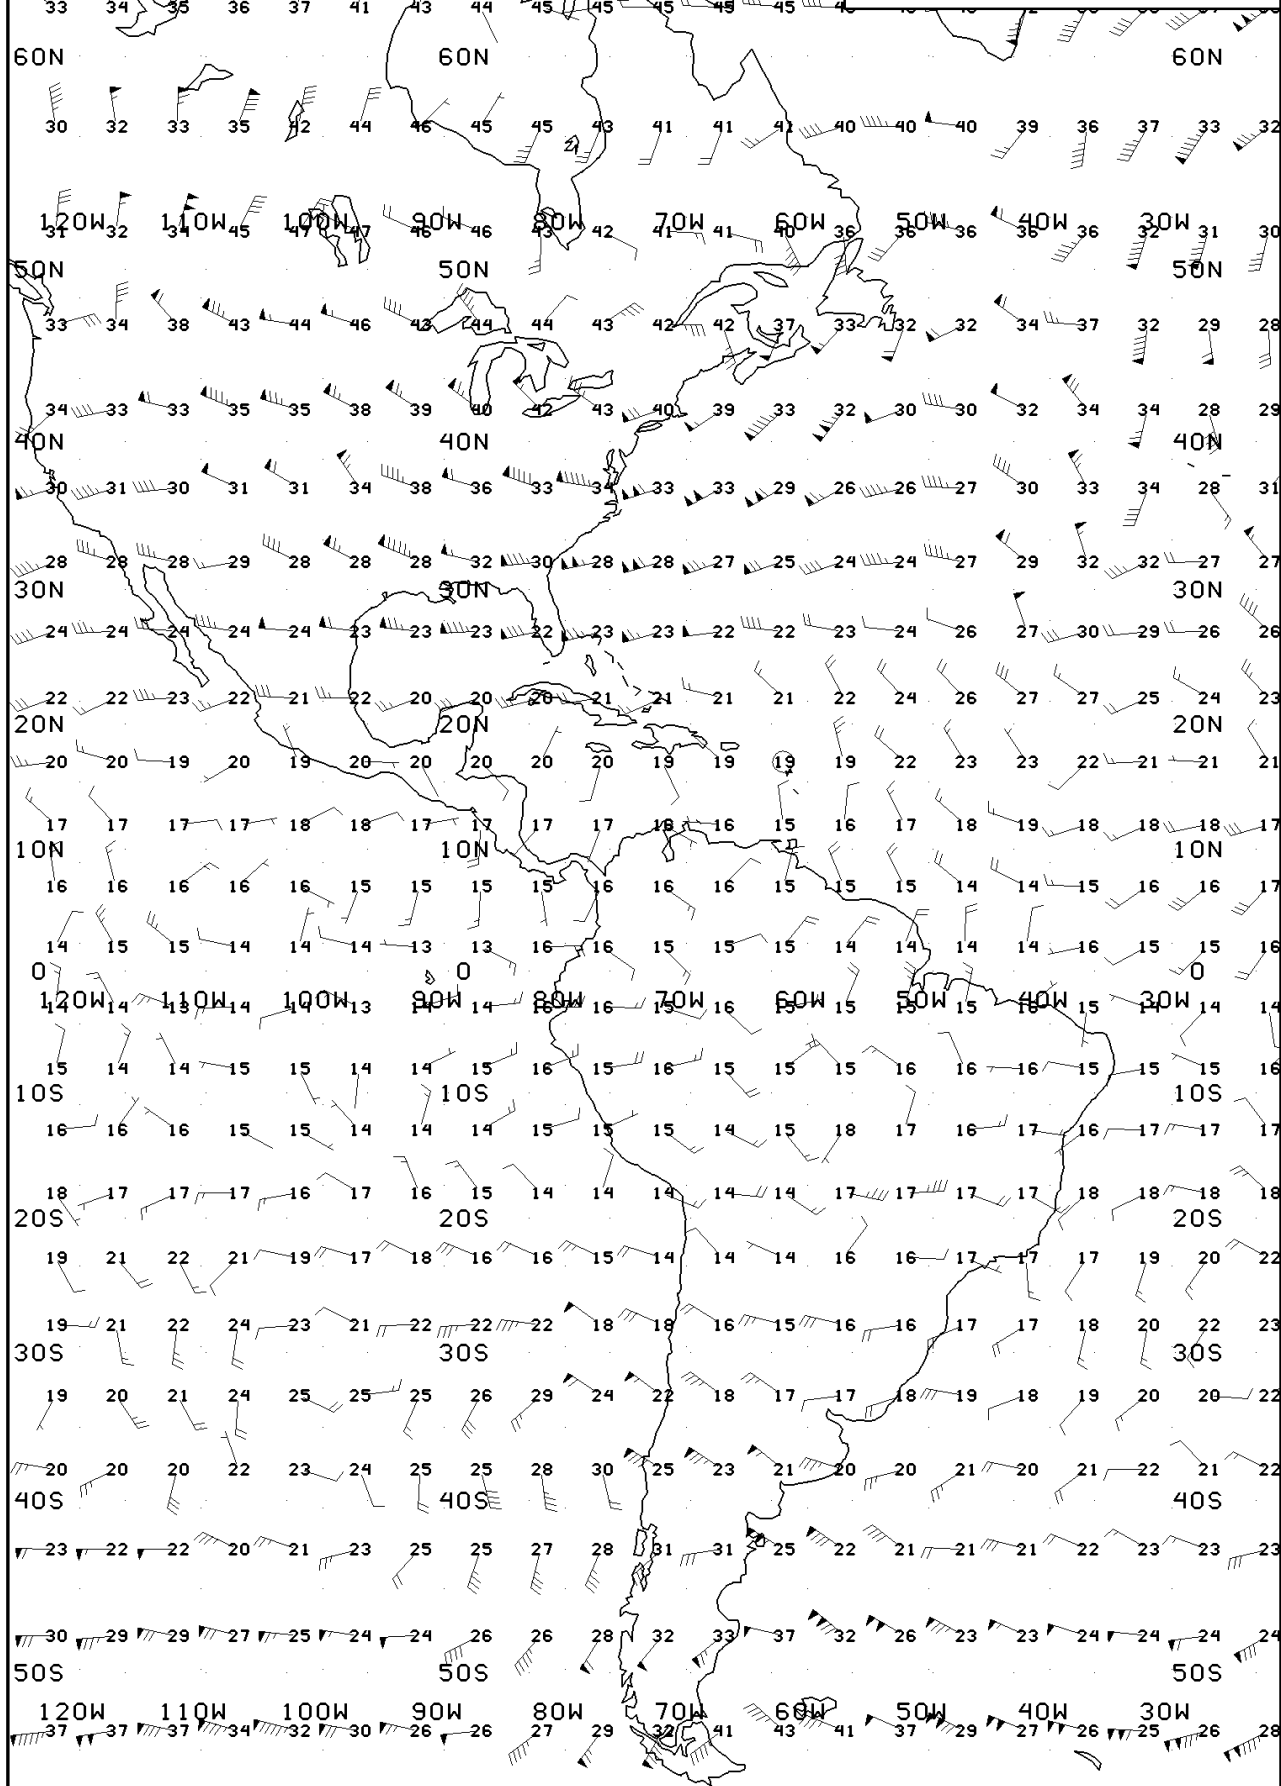 33 34 35 36 37 41 43 44 45 45 45 45 45
60N 60N 60N
30 32 33 35 42 44 46 45 45 43 41 41 41 40 40 40 39 36 37 33 32
120W 110W 100W 90W 80W 70W 60W 50W 40W 30W
31 32 34 45 47 47 46 46 43 42 41 41 40 36 36 36 36 36 32 31 30
50N 50N 50N
33 34 38 43 44 46 43 44 44 43 42 42 37 33 32 32 34 37 32 29 28
34 33 33 35 35 38 39 40 42 43 40 39 33 32 30 30 32 34 34 28 29
40N 40N 40N
30 31 30 31 31 34 38 36 33 34 33 33 29 26 26 27 30 33 34 28 31
28 28 28 29 28 28 28 32 30 28 28 27 25 24 24 27 29 32 32 27 27
30N 30N 30N
24 24 24 24 24 23 23 23 22 23 23 22 22 23 24 26 27 30 29 26 26
22 22 23 22 21 22 20 20 20 21 21 21 21 22 24 26 27 27 25 24 23
20N 20N 20N
20 20 19 20 19 20 20 20 20 20 19 19 19 19 22 23 23 22 21 21 21
17 17 17 17 18 18 17 17 17 17 18 16 15 16 17 18 19 18 18 18 17
10N 10N 10N
16 16 16 16 16 15 15 15 15 16 16 16 15 15 15 14 14 15 16 16 17
14 15 15 14 14 14 13 13 16 16 15 15 15 14 14 14 14 16 15 15 16
0 0 0
120W 110W 100W 90W 80W 70W 60W 50W 40W 30W
14 14 13 14 14 13 14 14 16 16 15 16 15 15 15 15 16 15 14 14 14
15 14 14 15 15 14 14 15 16 15 16 15 15 15 16 16 16 15 15 15 16
10S 10S 10S
16 16 16 15 15 14 14 14 15 15 15 14 15 18 17 16 17 16 17 17 17
18 17 17 17 16 17 16 15 14 14 14 14 14 17 17 17 17 18 18 18 18
20S 20S 20S
19 21 22 21 19 17 18 16 16 15 14 14 14 16 16 17 17 17 19 20 22
19 21 22 24 23 21 22 22 22 18 18 16 15 16 16 17 17 18 20 22 23
30S 30S 30S
19 20 21 24 25 25 25 26 29 24 22 18 17 17 18 19 18 19 20 20 22
20 20 20 22 23 24 25 25 28 30 25 23 21 20 20 21 20 21 22 21 22
40S 40S 40S
23 22 22 20 21 23 25 25 27 28 31 31 25 22 21 21 21 22 23 23 23
30 29 29 27 25 24 24 26 26 28 32 33 37 32 26 23 23 24 24 24 24
50S 50S 50S
120W 110W 100W 90W 80W 70W 60W 50W 40W 30W
37 37 37 34 32 30 26 26 27 29 32 41 43 41 37 29 27 26 25 26 28